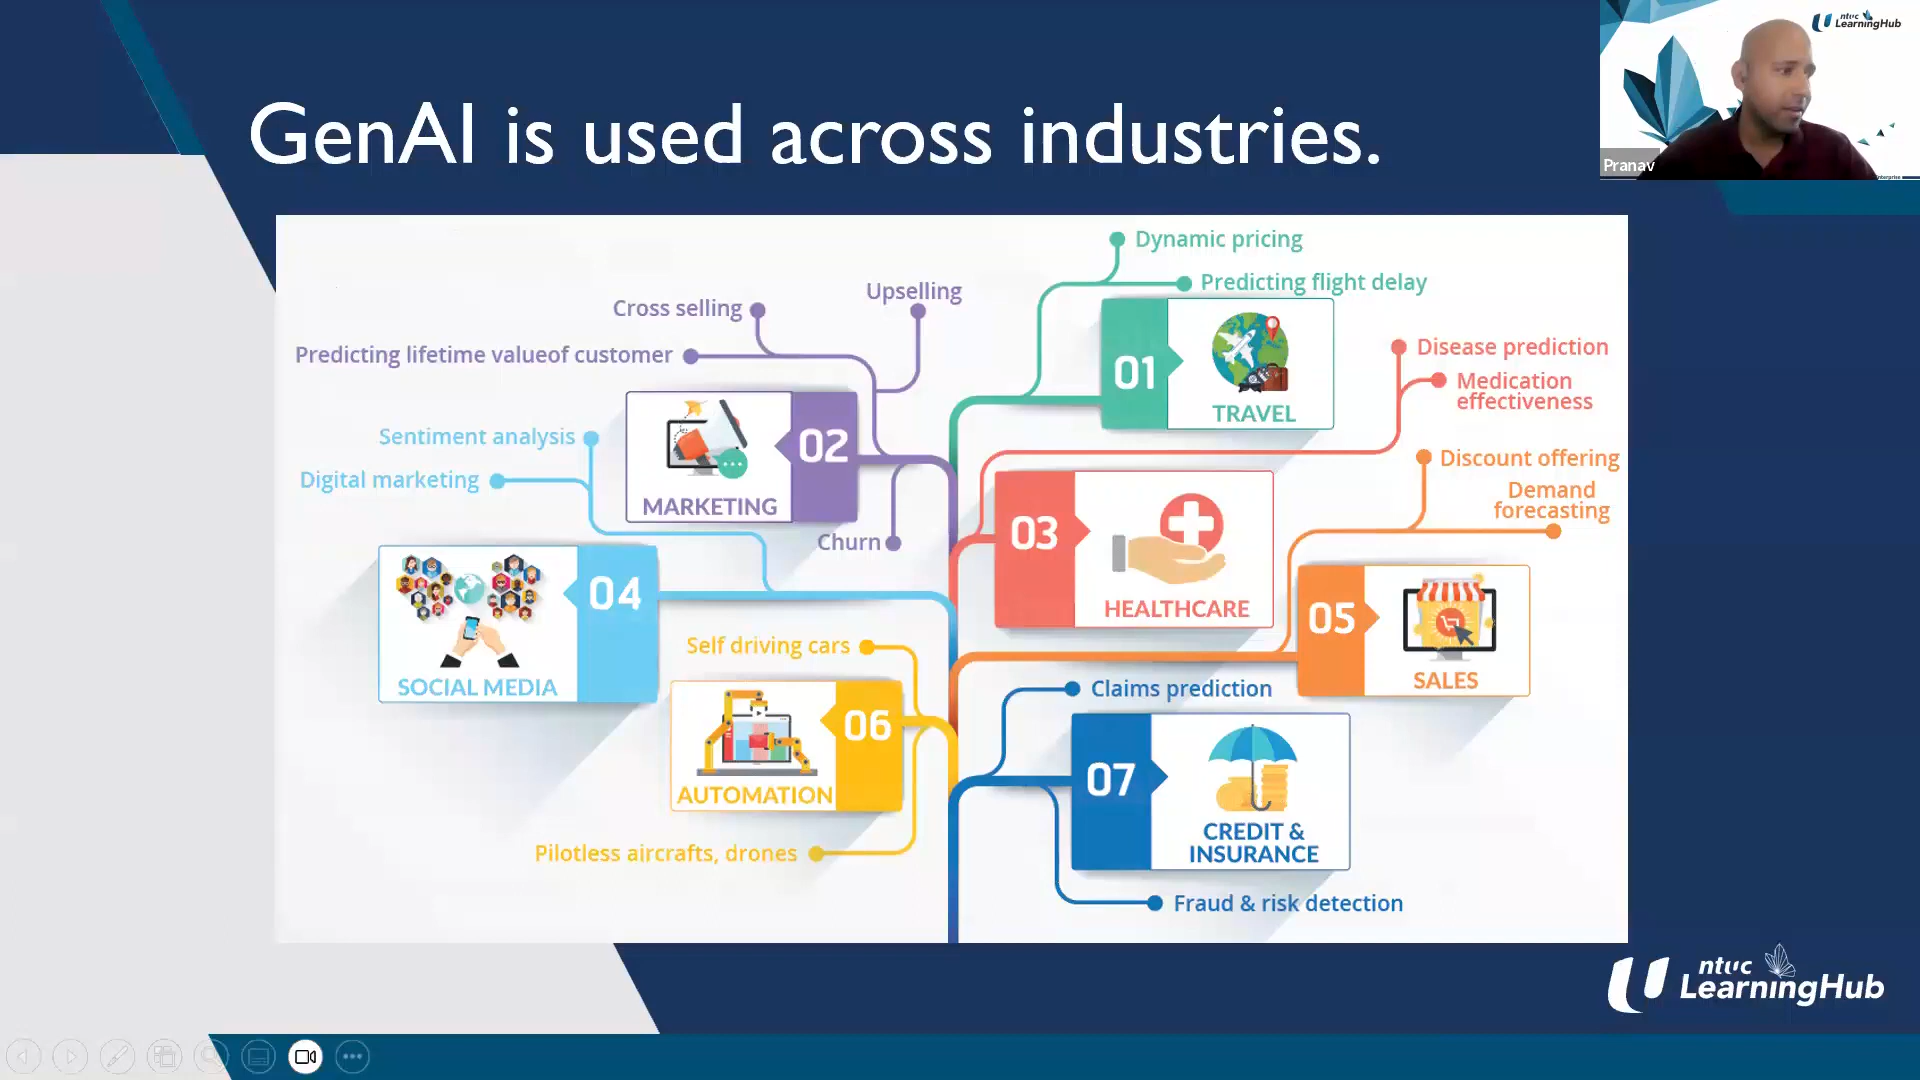 GenAI is used across industries.
ntuc
LearningHub
Pranav
Dynamic pricing
Predicting flight delay
01
TRAVEL
Upselling
Cross selling
Predicting lifetime valueof customer
02
MARKETING
Churn
Disease prediction
Medication
effectiveness
03
HEALTHCARE
Sentiment analysis
Digital marketing
04
SOCIAL MEDIA
Discount offering
Demand
forecasting
05
SALES
Self driving cars
06
AUTOMATION
Pilotless aircrafts, drones
Claims prediction
07
CREDIT &
INSURANCE
Fraud & risk detection
ntuc
LearningHub